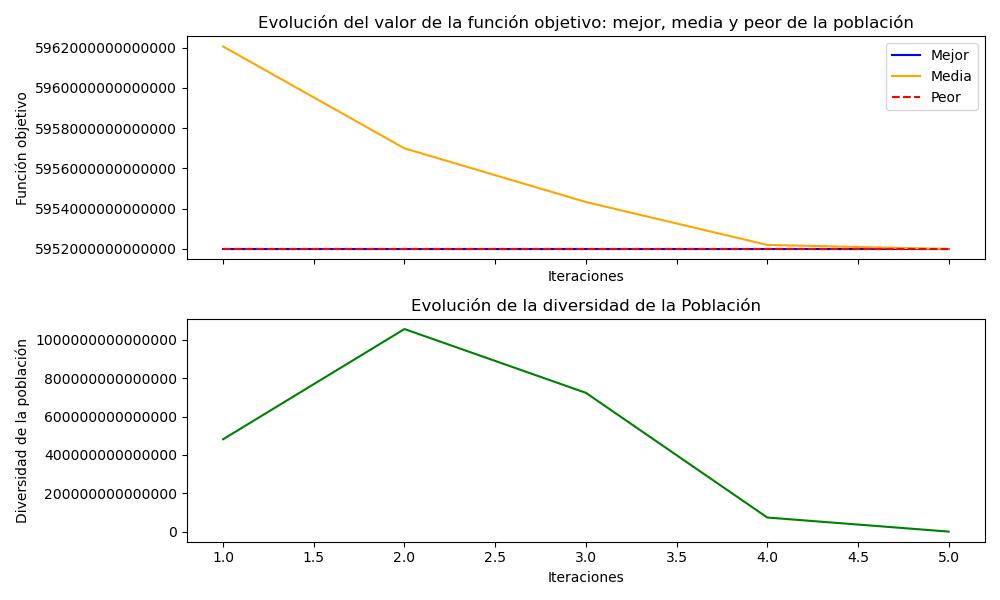 Evolución del valor de la función objetivo: mejor, media y peor de la población
Función objetivo
5962000000000000
5960000000000000
5958000000000000
5956000000000000
5954000000000000
5952000000000000
Mejor
Media
Peor
Iteraciones
Evolución de la diversidad de la Población
Diversidad de la población
1000000000000000
800000000000000
600000000000000
400000000000000
200000000000000
0
1.0 1.5 2.0 2.5 3.0 3.5 4.0 4.5 5.0
Iteraciones